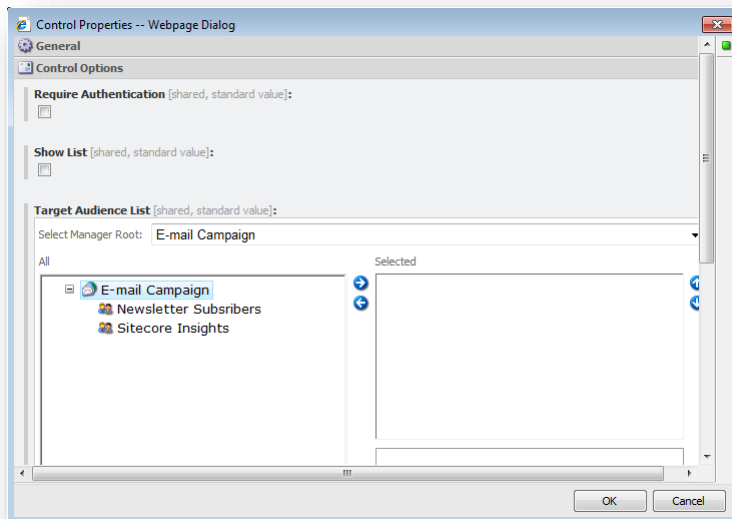 Control Properties -- Webpage Dialog
General
Control Options
Require Authentication [shared, standard value]:
Show List [shared, standard value]:
Target Audience List [shared, standard value]:
Select Manager Root: E-mail Campaign
All Selected
E-mail Campaign
Newsletter Subsribers
Sitecore Insights
OK Cancel